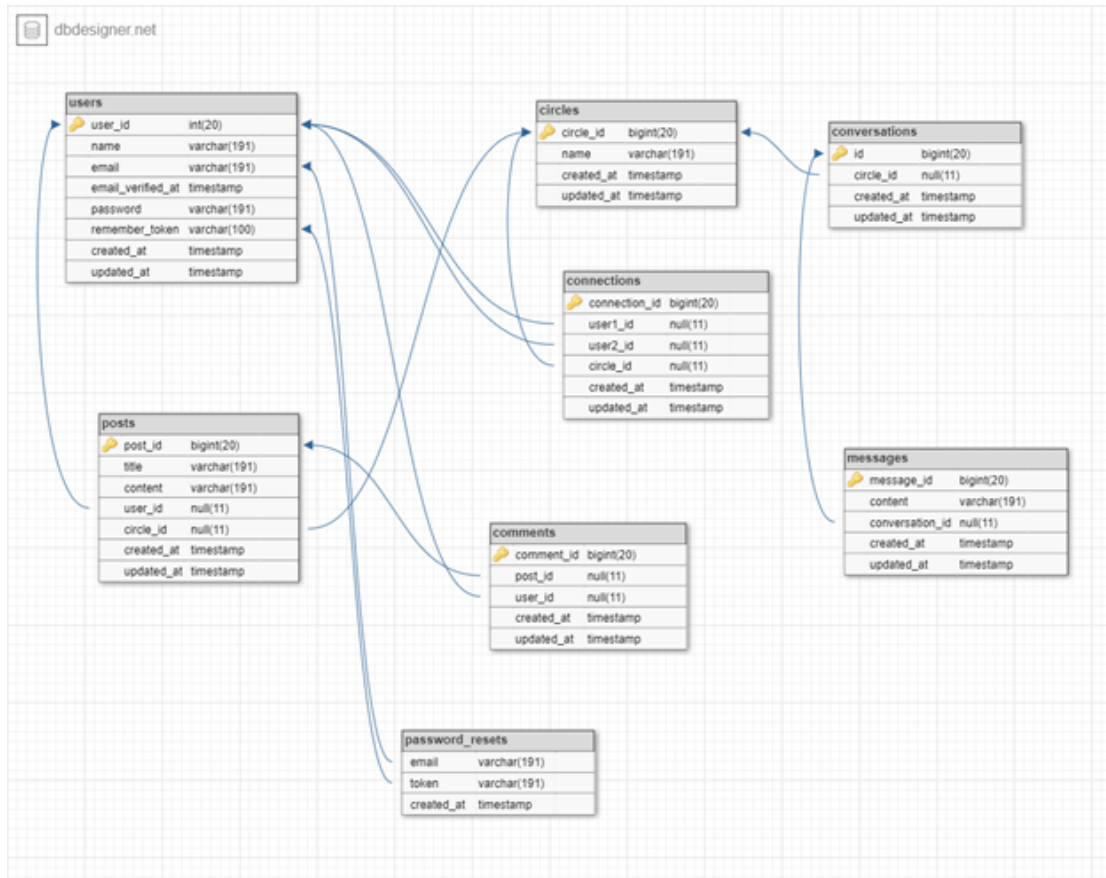 dbdesigner.net
users
user_id int(20)
name varchar(191)
email varchar(191)
email_verified_at timestamp
password varchar(191)
remember_token varchar(100)
created_at timestamp
updated_at timestamp
circles
circle_id bigint(20)
name varchar(191)
created_at timestamp
updated_at timestamp
conversations
id bigint(20)
circle_id null(11)
created_at timestamp
updated_at timestamp
connections
connection_id bigint(20)
user1_id null(11)
user2_id null(11)
circle_id null(11)
created_at timestamp
updated_at timestamp
posts
post_id bigint(20)
title varchar(191)
content varchar(191)
user_id null(11)
circle_id null(11)
created_at timestamp
updated_at timestamp
messages
message_id bigint(20)
content varchar(191)
conversation_id null(11)
created_at timestamp
updated_at timestamp
comments
comment_id bigint(20)
post_id null(11)
user_id null(11)
created_at timestamp
updated_at timestamp
password_resets
email varchar(191)
token varchar(191)
created_at timestamp